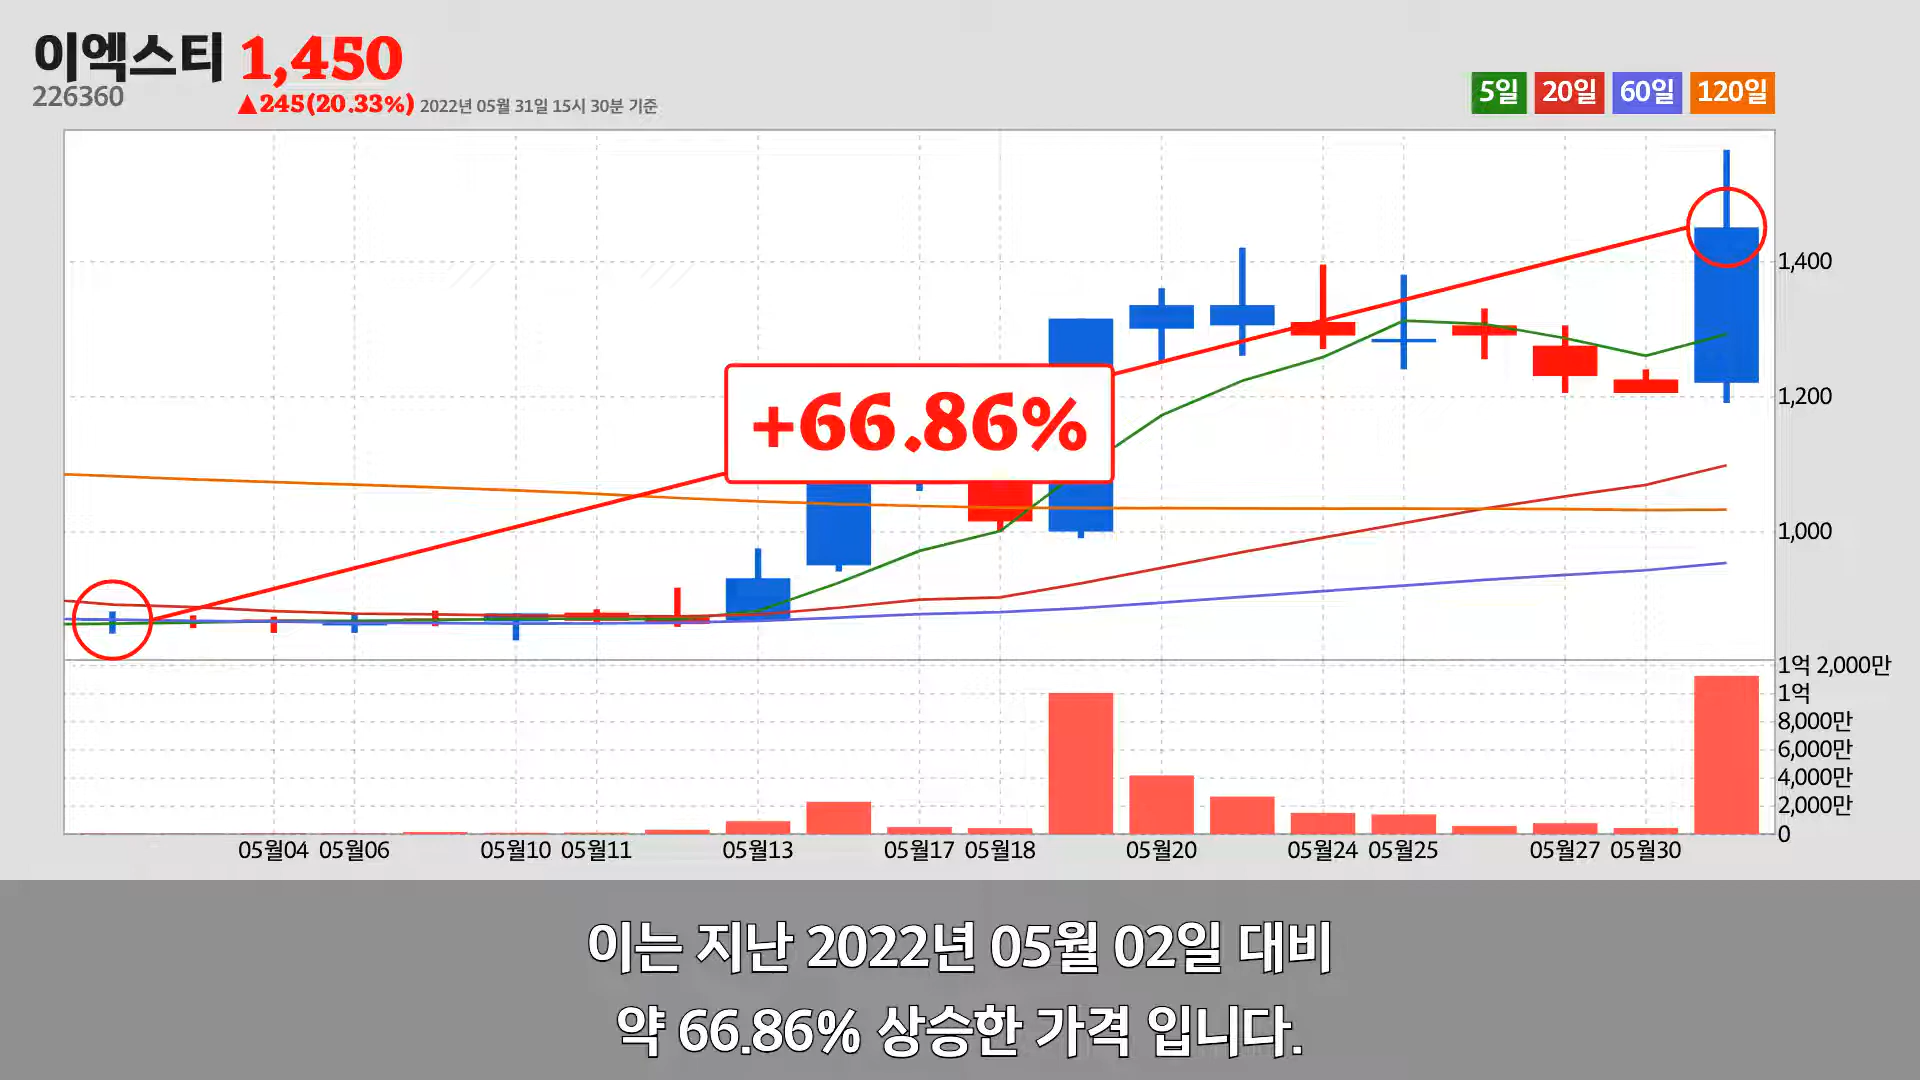 이엑스티 1,450
226360
▲245(20.33%) 2022년 05월 31일 15시 30분 기준
5일 20일 60일 120일
+66.86%
1,400
1,200
1,000
1억 2,000만
1억
8,000만
6,000만
4,000만
2,000만
0
05월04 05월06 05월10 05월11 05월13 05월17 05월18 05월20 05월24 05월25 05월27 05월30
이는 지난 2022년 05월 02일 대비
약 66.86% 상승한 가격 입니다.